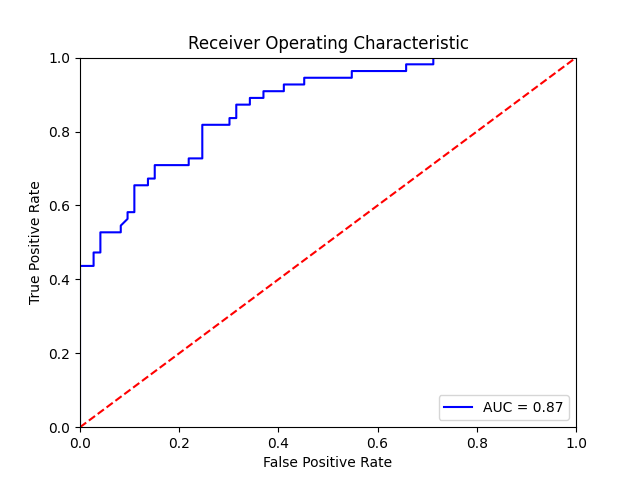 Receiver Operating Characteristic
True Positive Rate
1.0
0.8
0.6
0.4
0.2
0.0
AUC = 0.87
0.0 0.2 0.4 0.6 0.8 1.0
False Positive Rate